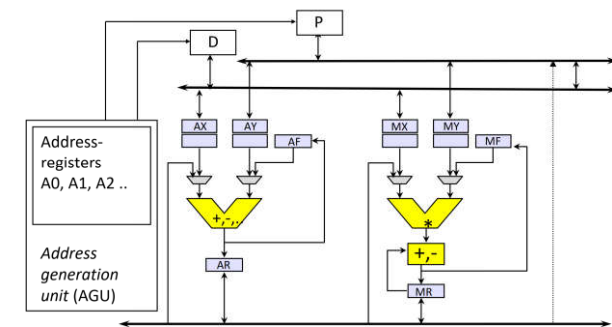 P
D
AX
AY
AF
MX
MY
MF
Address-
registers
A0, A1, A2 ..
+,-,..
*
Address
generation
unit (AGU)
+,-
AR
MR